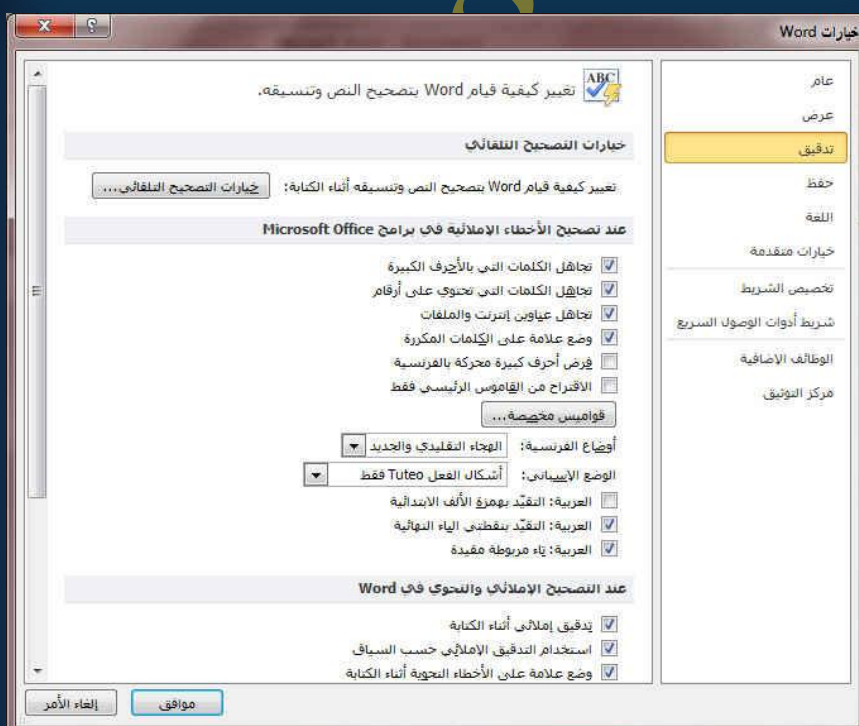 خيارات Word
عام
عرض
تدقيق
حفظ
اللغة
خيارات متقدمة
تخصيص الشريط
شريط أدوات الوصول السريع
الوظائف الإضافية
مركز التوثيق
ABC
تغيير كيفية قيام Word بتصحيح النص وتنسيقه.
خيارات التصحيح التلقائي
تغيير كيفية قيام Word بتصحيح النص وتنسيقه أثناء الكتابة: خيارات التصحيح التلقائي...
عند تصحيح الأخطاء الإملائية في برامج Microsoft Office
تجاهل الكلمات التي بالأحرف الكبيرة
تجاهل الكلمات التي تحتوي على أرقام
تجاهل عناوين إنترنت والملفات
وضع علامة على الكلمات المكررة
فرض أحرف كبيرة محركة بالفرنسية
الاقتراح من القاموس الرئيسي فقط
قواميس مخصصة...
أوضاع الفرنسية: الهجاء التقليدي والجديد
الوضع الإسباني: أشكال الفعل Tuteo فقط
العربية: التقيّد بهمزة الألف الابتدائية
العربية: التقيّد بنقطتي الياء النهائية
العربية: تاء مربوطة مقيدة
عند التصحيح الإملائي والنحوي في Word
تدقيق إملائي أثناء الكتابة
استخدام التدقيق الإملائي حسب السياق
وضع علامة على الأخطاء النحوية أثناء الكتابة
موافق
إلغاء الأمر